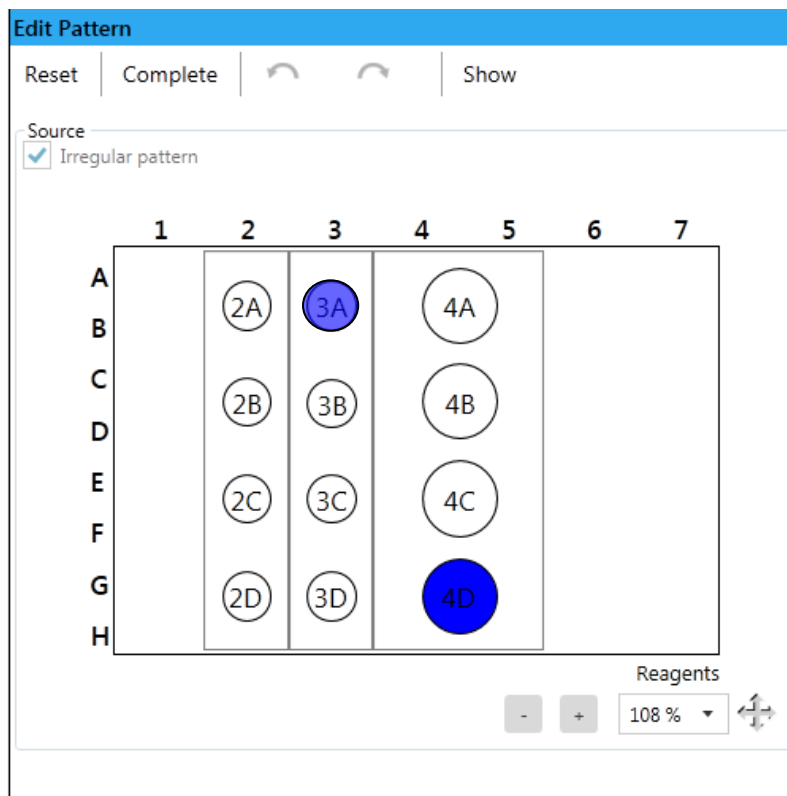 Edit Pattern
Reset Complete Show
Source
Irregular pattern
1 2 3 4 5 6 7
A
2A 3A 4A
B
C
2B 3B 4B
D
E
2C 3C 4C
F
G
2D 3D 4D
H
Reagents
- + 108 %